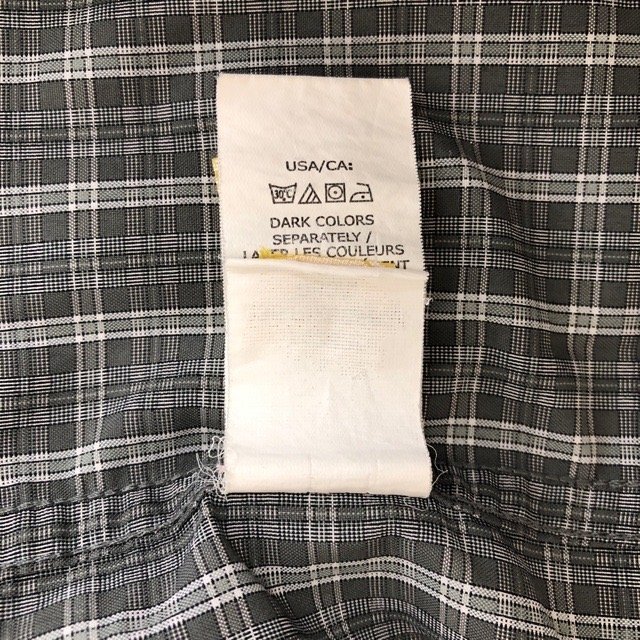 USA/CA:
30°C
DARK COLORS
SEPARATELY /
LES COULEURS